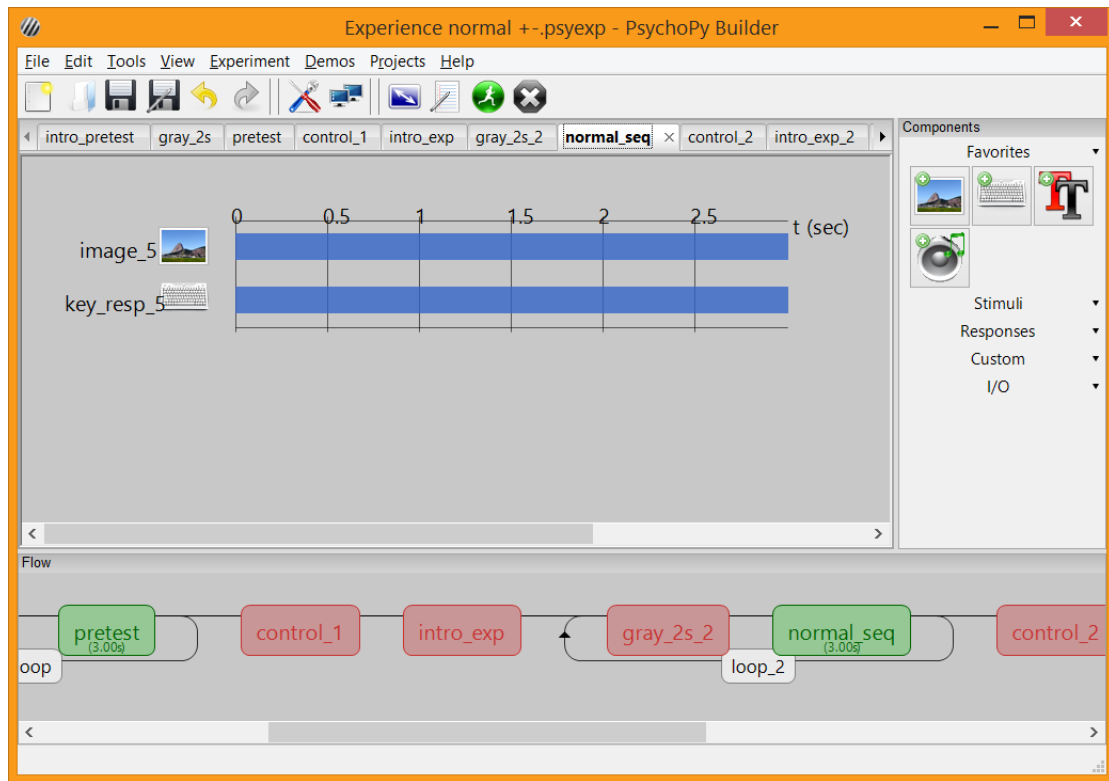 Experience normal +-.psyexp - PsychoPy Builder
File Edit Tools View Experiment Demos Projects Help
intro_pretest gray_2s pretest control_1 intro_exp gray_2s_2 normal_seq control_2 intro_exp_2
Components
Favorites
0 0.5 1 1.5 2 2.5 t (sec)
image_5
key_resp_5
Stimuli
Responses
Custom
I/O
Flow
pretest control_1 intro_exp gray_2s_2 normal_seq control_2
(3.00s) (3.00s)
oop loop_2